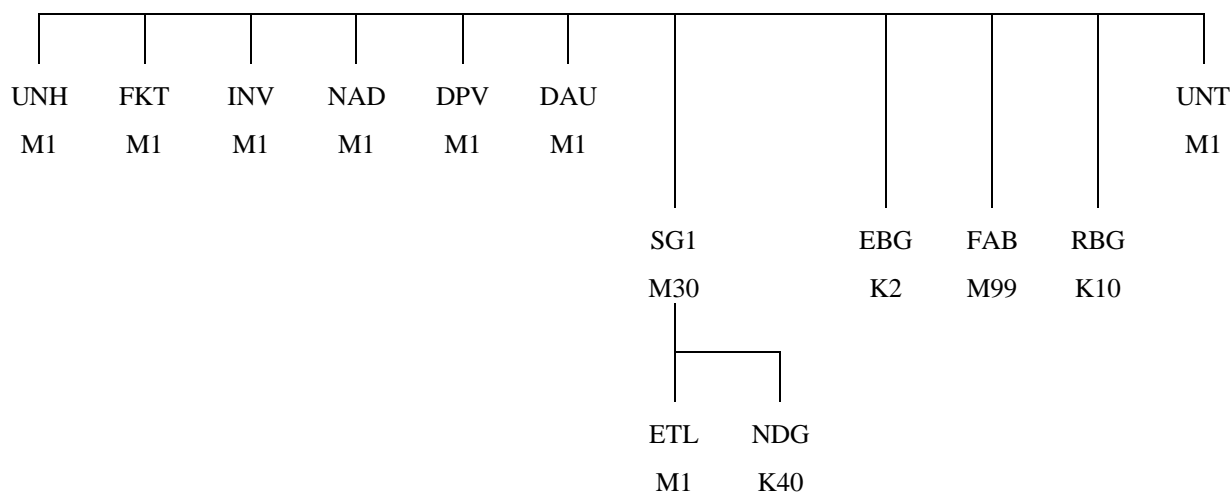 UNH FKT INV NAD DPV DAU UNT
M1 M1 M1 M1 M1 M1 M1
SG1 EBG FAB RBG
M30 K2 M99 K10
ETL NDG
M1 K40